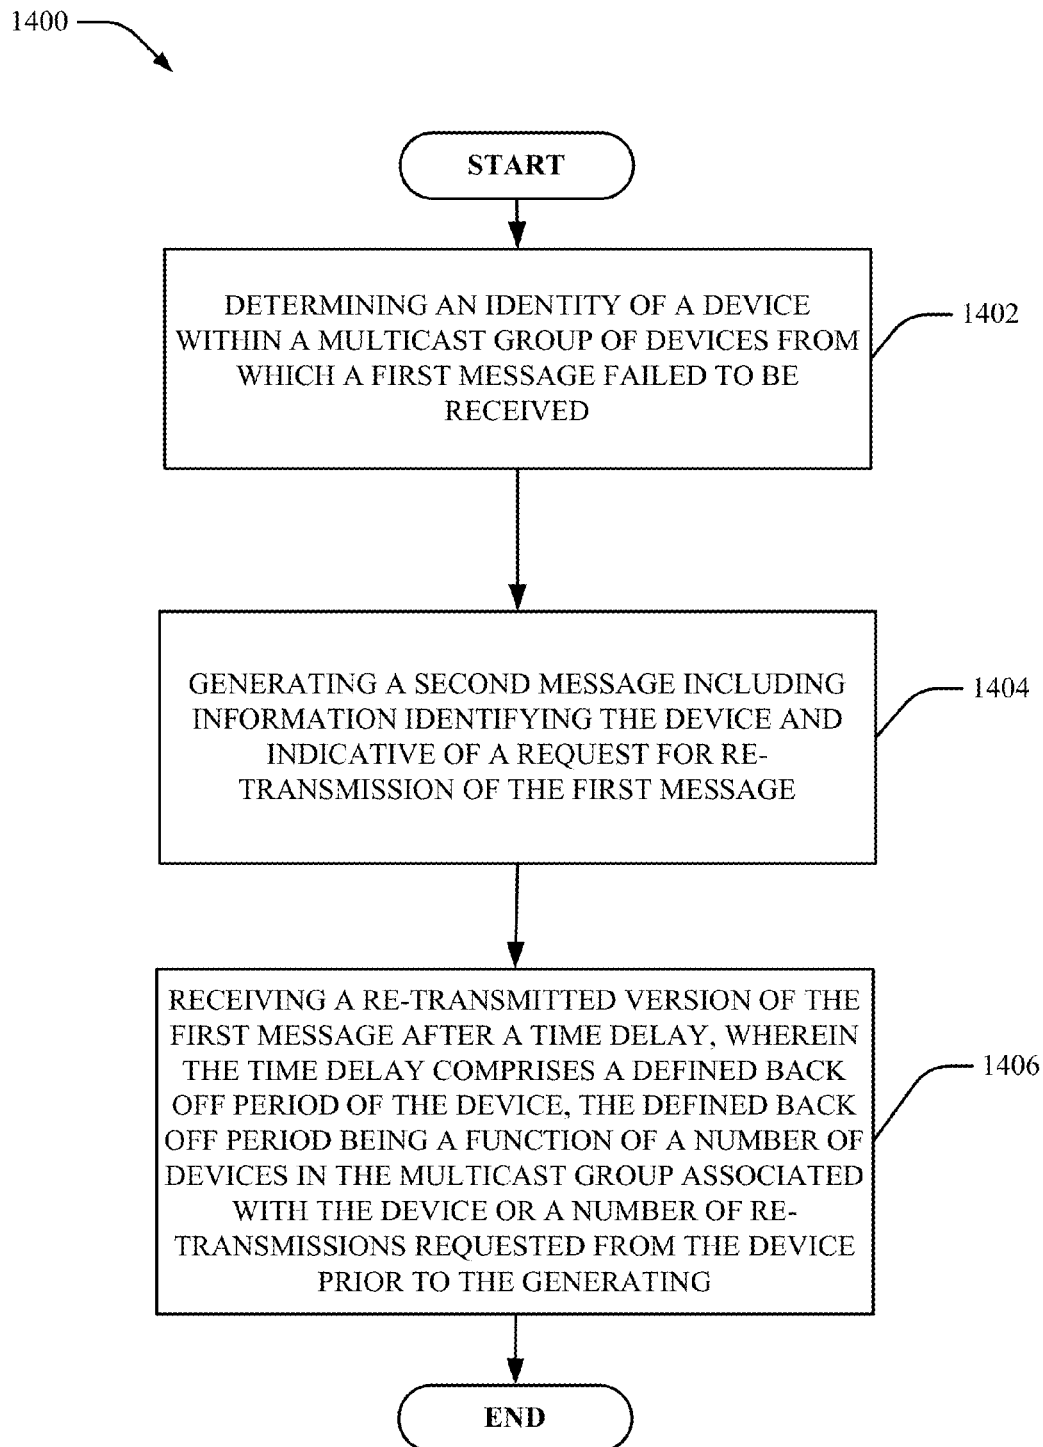 1400
START
DETERMINING AN IDENTITY OF A DEVICE
WITHIN A MULTICAST GROUP OF DEVICES FROM
WHICH A FIRST MESSAGE FAILED TO BE
RECEIVED
1402
GENERATING A SECOND MESSAGE INCLUDING
INFORMATION IDENTIFYING THE DEVICE AND
INDICATIVE OF A REQUEST FOR RE-
TRANSMISSION OF THE FIRST MESSAGE
1404
RECEIVING A RE-TRANSMITTED VERSION OF THE
FIRST MESSAGE AFTER A TIME DELAY, WHEREIN
THE TIME DELAY COMPRISES A DEFINED BACK
OFF PERIOD OF THE DEVICE, THE DEFINED BACK
OFF PERIOD BEING A FUNCTION OF A NUMBER OF
DEVICES IN THE MULTICAST GROUP ASSOCIATED
WITH THE DEVICE OR A NUMBER OF RE-
TRANSMISSIONS REQUESTED FROM THE DEVICE
PRIOR TO THE GENERATING
1406
END